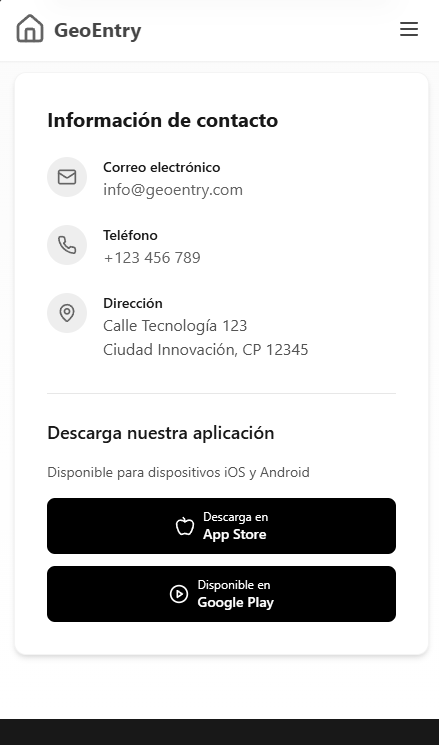 GeoEntry
Información de contacto
Correo electrónico
info@geoentry.com
Teléfono
+123 456 789
Dirección
Calle Tecnología 123
Ciudad Innovación, CP 12345
Descarga nuestra aplicación
Disponible para dispositivos iOS y Android
Descarga en
App Store
Disponible en
Google Play